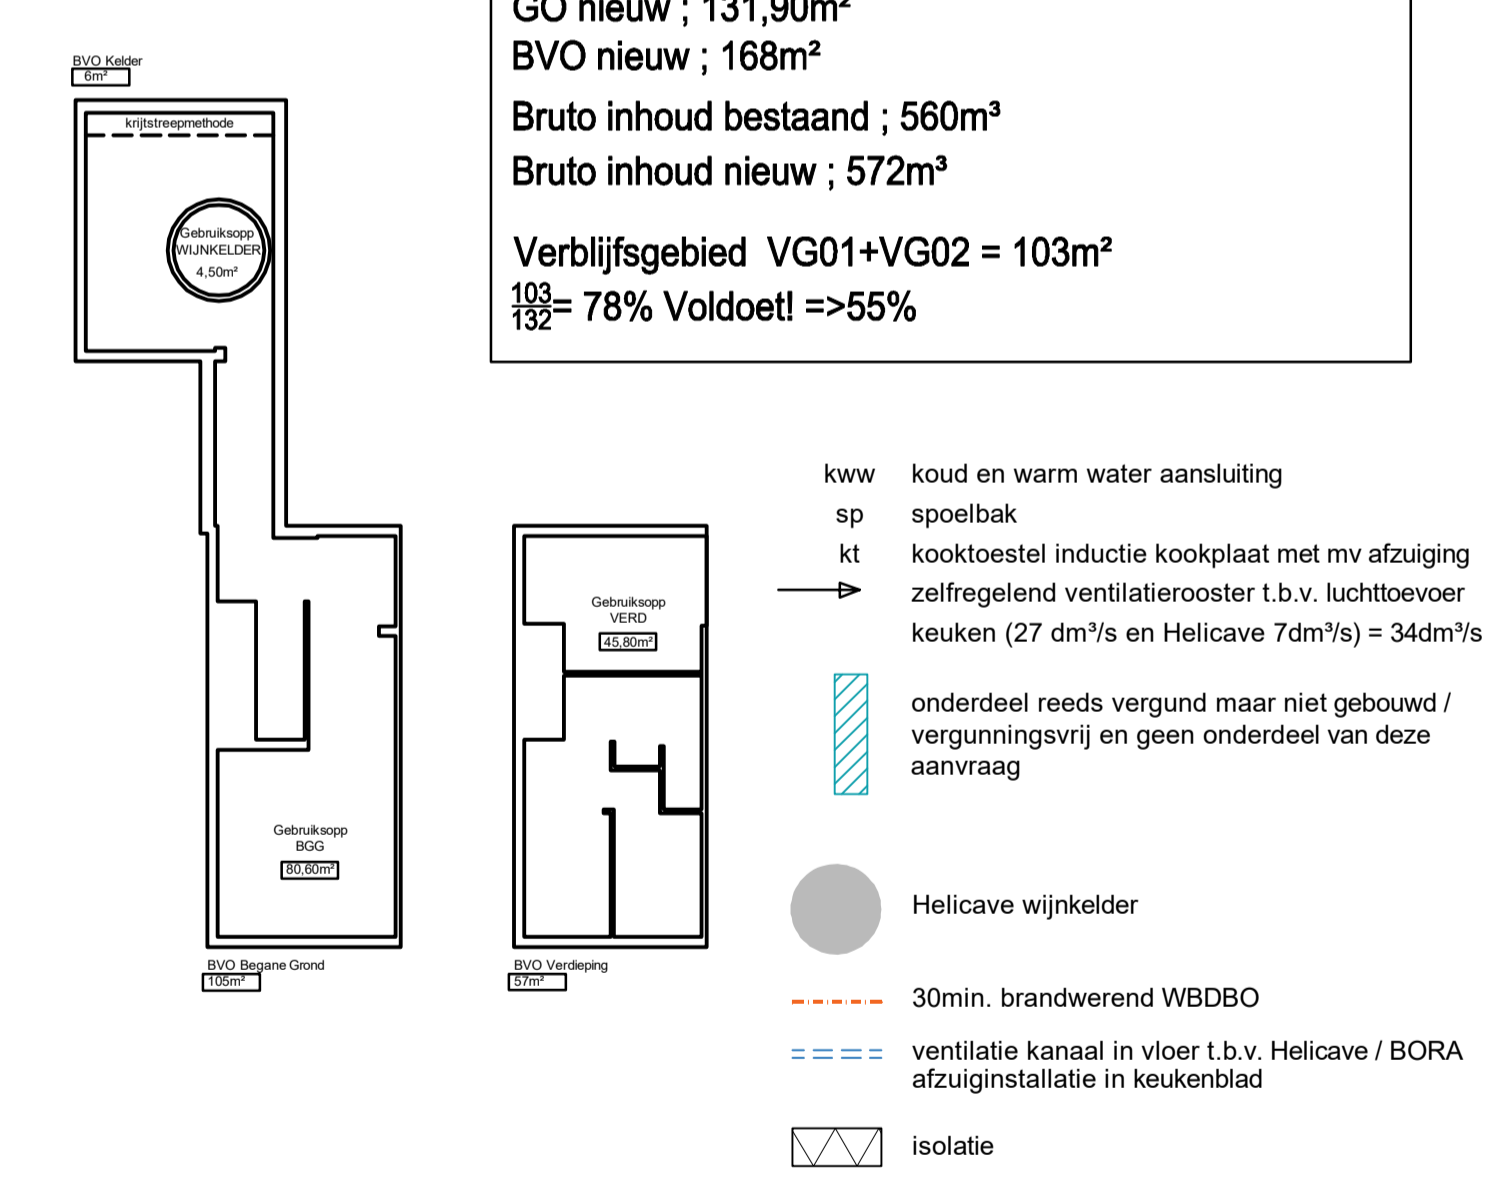 GO nieuw ; 131,90m²
BVO nieuw ; 168m²
Bruto inhoud bestaand ; 560m³
Bruto inhoud nieuw ; 572m³
Verblijfsgebied VG01+VG02 = 103m²
103
132
= 78% Voldoet! =>55%
BVO Kelder
6m²
krijtstreepmethode
Gebruiksopp
WIJNKELDER
4,50m²
Gebruiksopp
BGG
80,60m²
BVO Begane Grond
105m²
Gebruiksopp
VERD
45,80m²
BVO Verdieping
57m²
kww koud en warm water aansluiting
sp spoelbak
kt kooktoestel inductie kookplaat met mv afzuiging
zelfregelend ventilatierooster t.b.v. luchttoevoer
keuken (27 dm³/s en Helicave 7dm³/s) = 34dm³/s
onderdeel reeds vergund maar niet gebouwd /
vergunningsvrij en geen onderdeel van deze
aanvraag
Helicave wijnkelder
30min. brandwerend WBDBO
ventilatie kanaal in vloer t.b.v. Helicave / BORA
afzuiginstallatie in keukenblad
isolatie